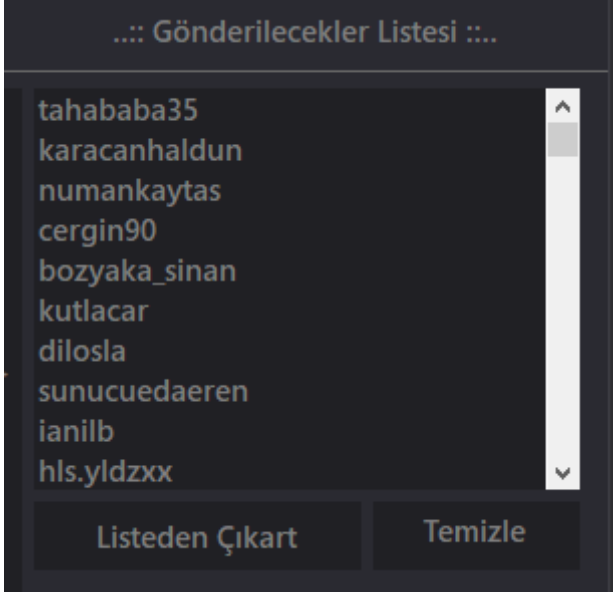 ..:: Gönderilecekler Listesi ::..
tahababa35
karacanhaldun
numankaytas
cergin90
bozyaka_sinan
kutlacar
dilosla
sunucuedaeren
ianilb
hls.yldzxx
Listeden Çıkart Temizle